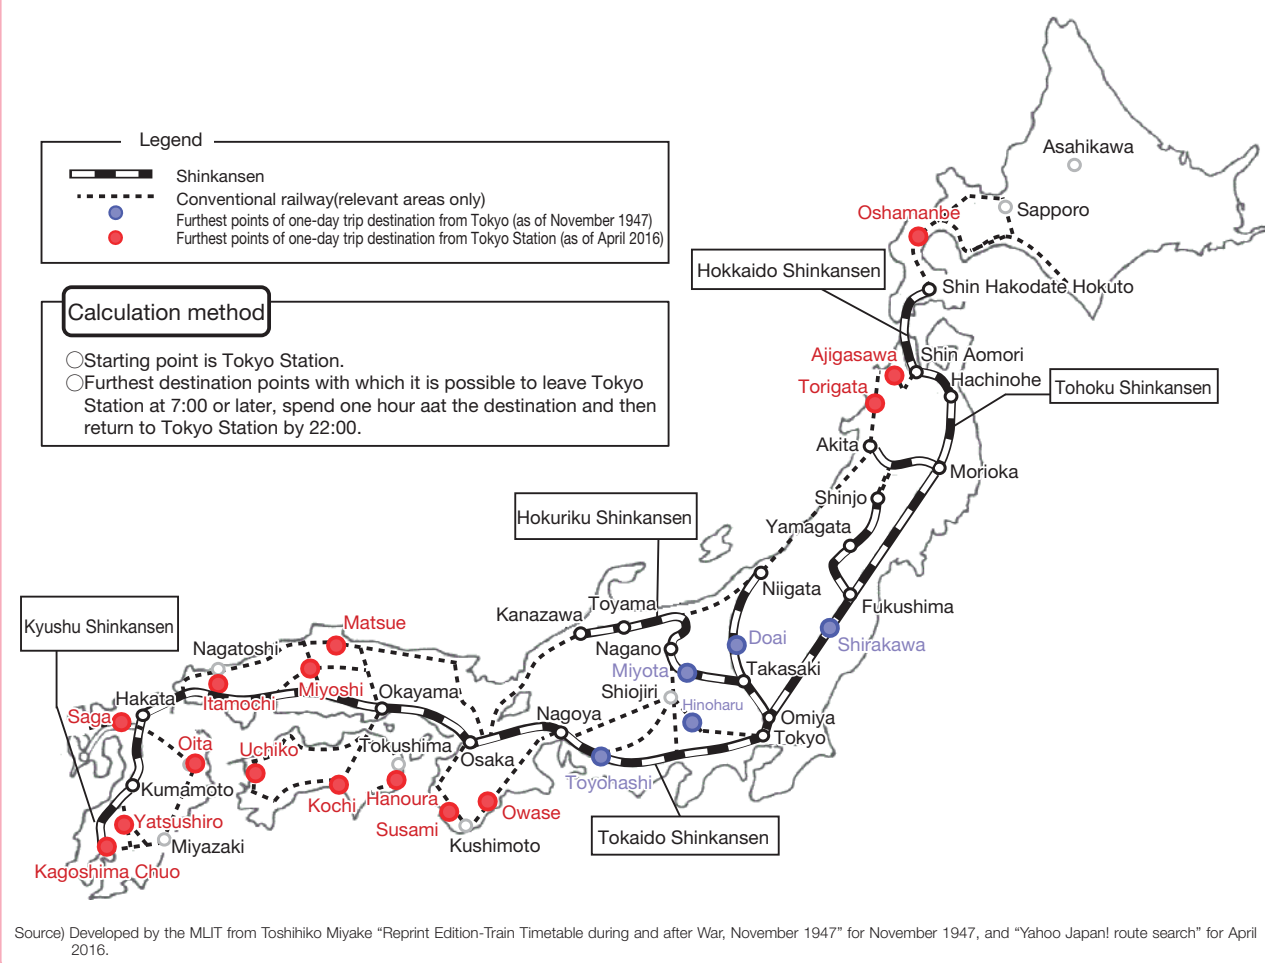 Legend
Shinkansen
Conventional railway(relevant areas only)
Furthest points of one-day trip destination from Tokyo (as of November 1947)
Furthest points of one-day trip destination from Tokyo Station (as of April 2016)
Calculation method
○Starting point is Tokyo Station.
○Furthest destination points with which it is possible to leave Tokyo
Station at 7:00 or later, spend one hour aat the destination and then
return to Tokyo Station by 22:00.
Asahikawa
Sapporo
Oshamanbe
Hokkaido Shinkansen
Shin Hakodate Hokuto
Ajigasawa
Shin Aomori
Torigata
Hachinohe
Tohoku Shinkansen
Akita
Morioka
Shinjo
Hokuriku Shinkansen
Yamagata
Niigata
Fukushima
Toyama
Kanazawa
Kyushu Shinkansen
Matsue
Doai
Shirakawa
Nagatoshi
Nagano
Miyota
Takasaki
Miyoshi
Okayama
Shiojiri
Hinoharu
Hakata
Itamochi
Saga
Nagoya
Omiya
Tokyo
Oita
Uchiko
Tokushima
Osaka
Toyohashi
Kumamoto
Kochi
Hanoura
Owase
Yatsushiro
Susami
Tokaido Shinkansen
Miyazaki
Kushimoto
Kagoshima Chuo
Source) Developed by the MLIT from Toshihiko Miyake “Reprint Edition-Train Timetable during and after War, November 1947” for November 1947, and “Yahoo Japan! route search” for April
2016.